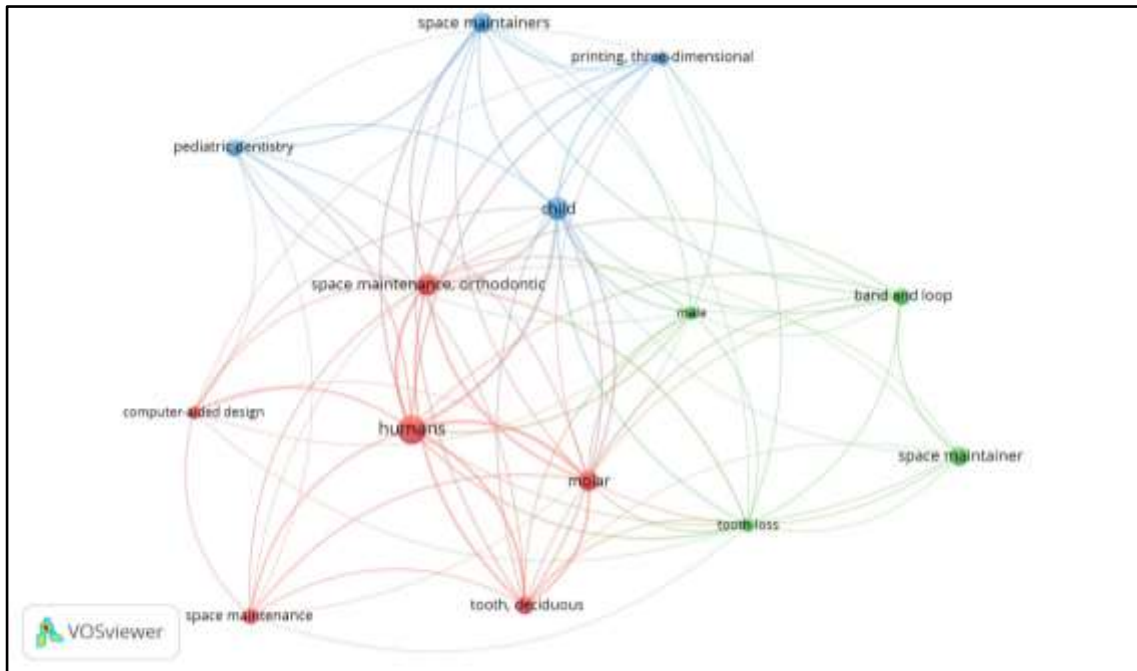 space maintainers
printing, three-dimensional
pediatric dentistry
child
space maintenance, orthodontic
band and loop
male
computer-aided design
humans
space maintainer
molar
tooth loss
tooth, deciduous
space maintenance
VOSviewer